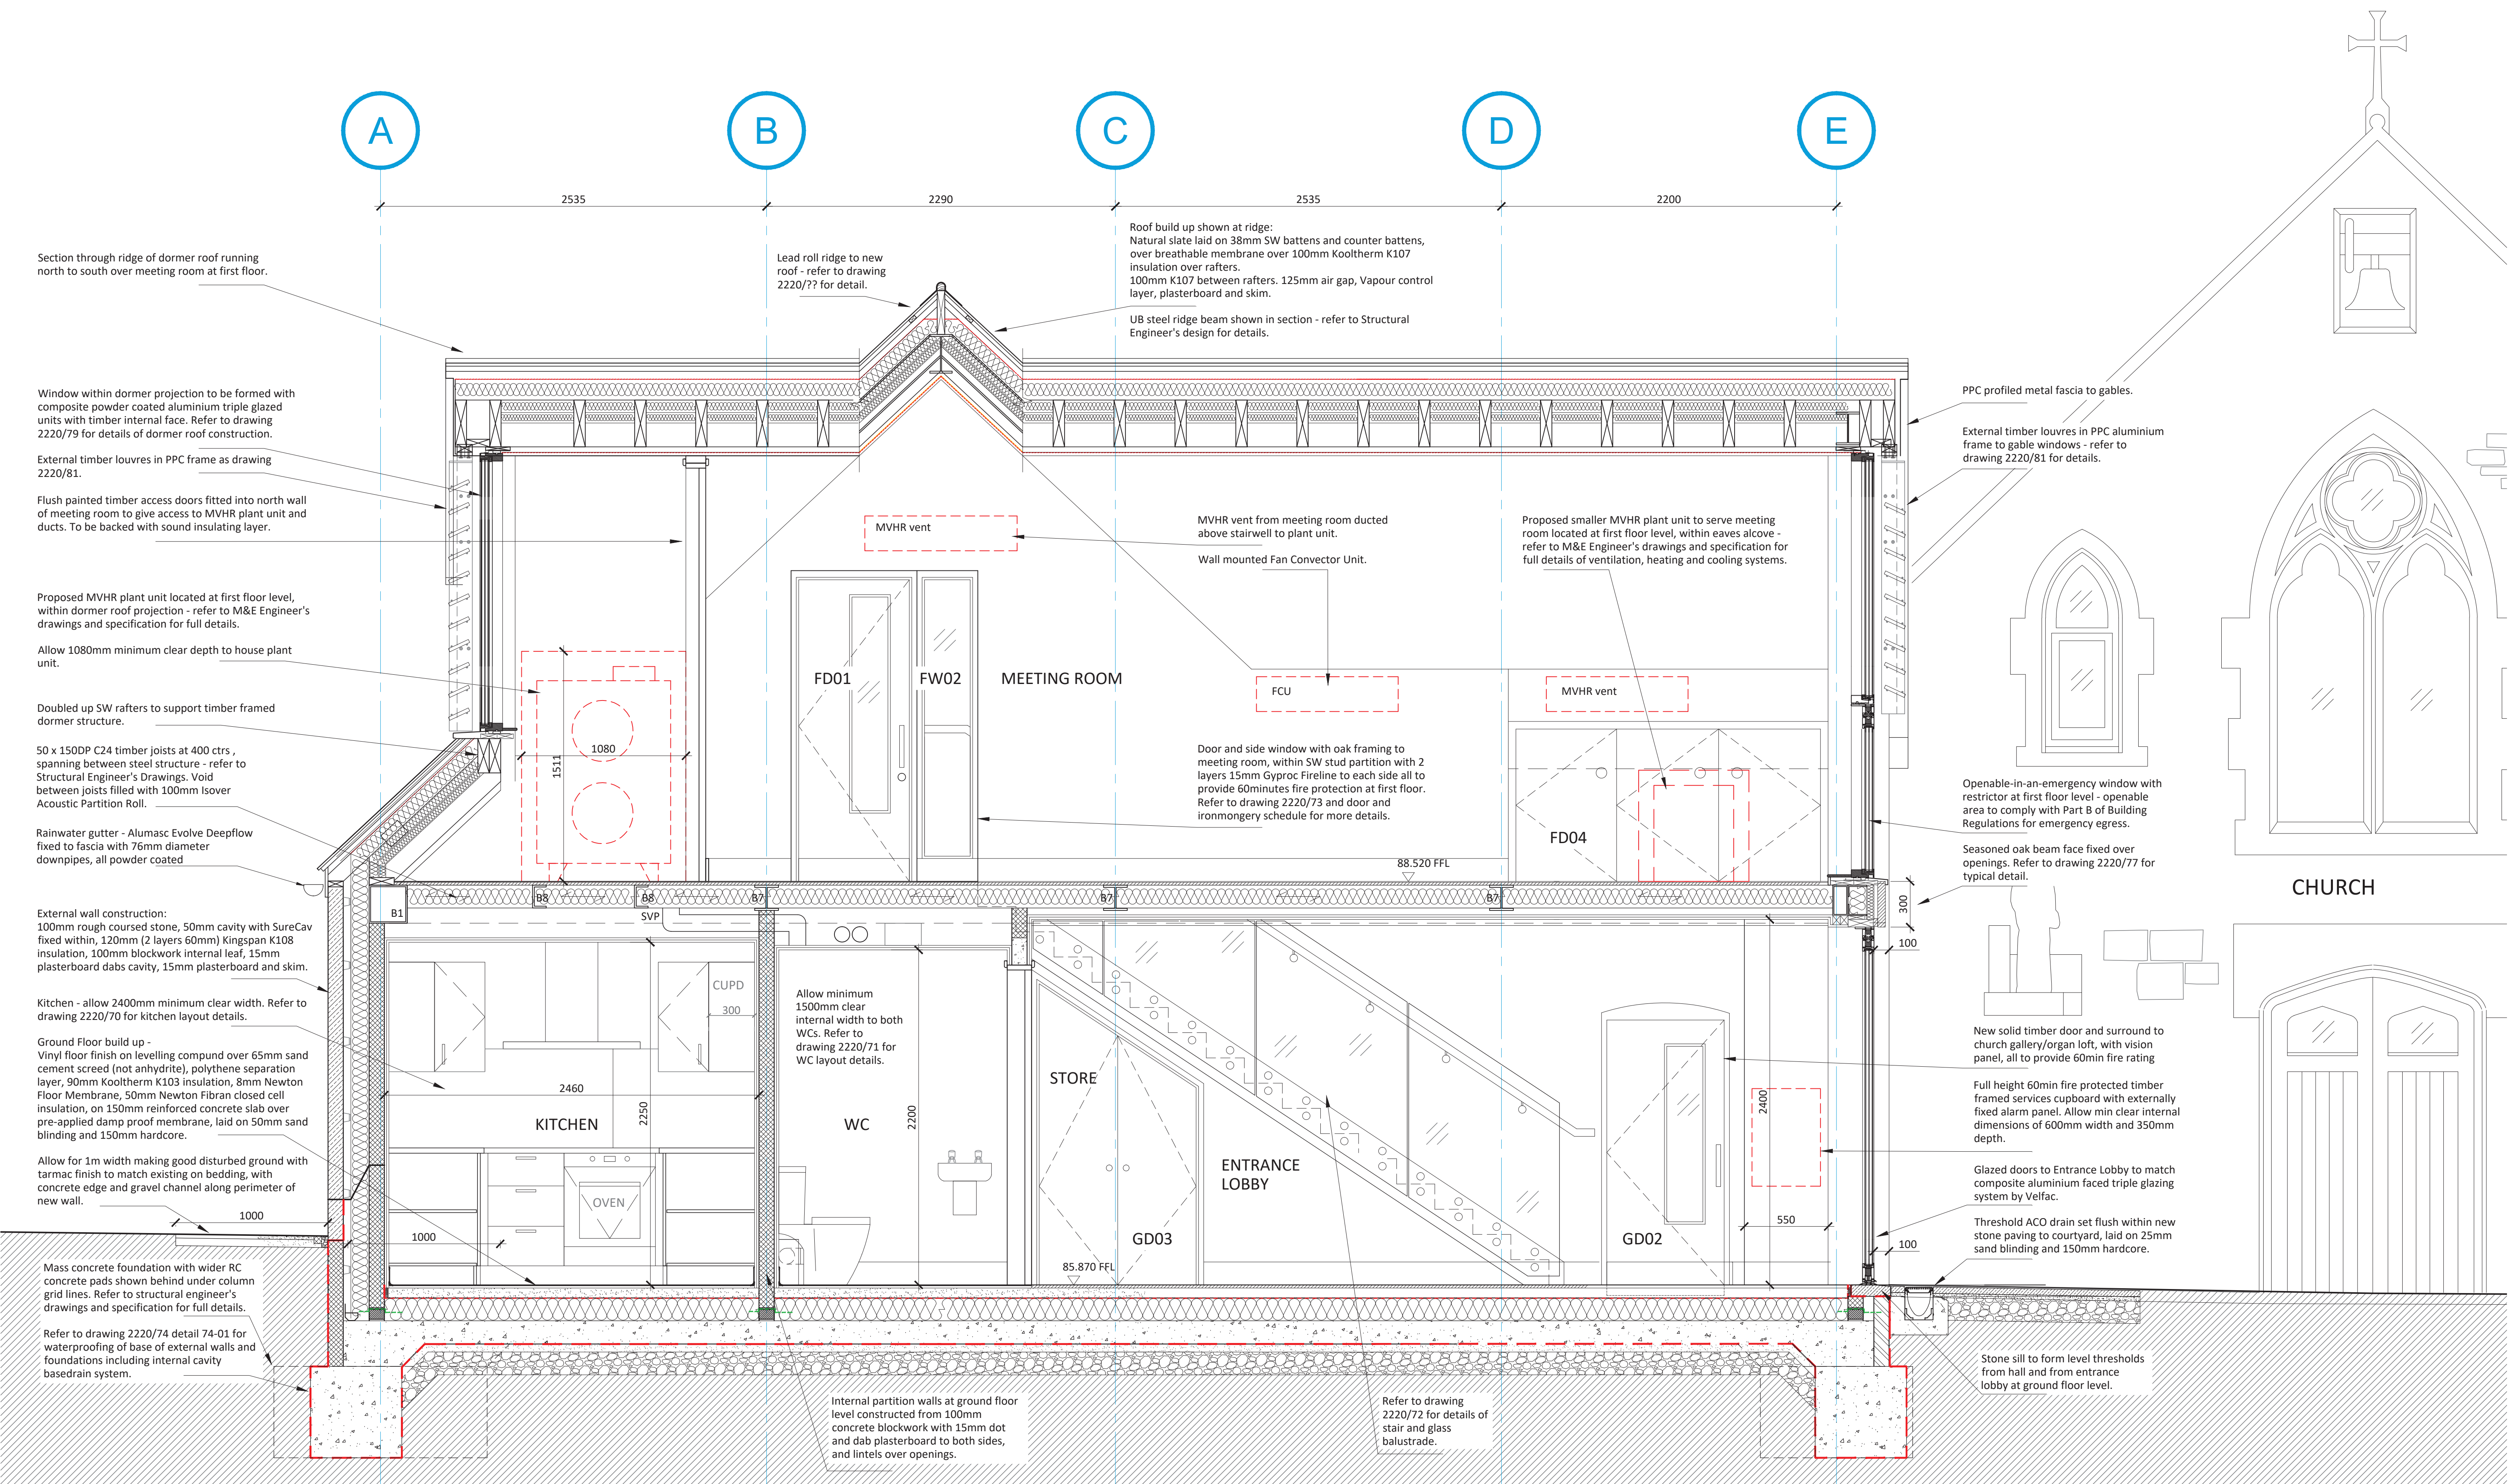 A
B
C
D
E
2535
2290
2535
2200
Section through ridge of dormer roof running
north to south over meeting room at first floor.
Lead roll ridge to new
roof - refer to drawing
2220/?? for detail.
Roof build up shown at ridge:
Natural slate laid on 38mm SW battens and counter battens,
over breathable membrane over 100mm Kooltherm K107
insulation over rafters.
100mm K107 between rafters. 125mm air gap, Vapour control
layer, plasterboard and skim.
UB steel ridge beam shown in section - refer to Structural
Engineer's design for details.
Window within dormer projection to be formed with
composite powder coated aluminium triple glazed
units with timber internal face. Refer to drawing
2220/79 for details of dormer roof construction.
External timber louvres in PPC frame as drawing
2220/81.
Flush painted timber access doors fitted into north wall
of meeting room to give access to MVHR plant unit and
ducts. To be backed with sound insulating layer.
Proposed MVHR plant unit located at first floor level,
within dormer roof projection - refer to M&E Engineer's
drawings and specification for full details.
Allow 1080mm minimum clear depth to house plant
unit.
Doubled up SW rafters to support timber framed
dormer structure.
50 x 150DP C24 timber joists at 400 ctrs ,
spanning between steel structure - refer to
Structural Engineer's Drawings. Void
between joists filled with 100mm Isover
Acoustic Partition Roll.
Rainwater gutter - Alumasc Evolve Deepflow
fixed to fascia with 76mm diameter
downpipes, all powder coated
External wall construction:
100mm rough coursed stone, 50mm cavity with SureCav
fixed within, 120mm (2 layers 60mm) Kingspan K108
insulation, 100mm blockwork internal leaf, 15mm
plasterboard dabs cavity, 15mm plasterboard and skim.
Kitchen - allow 2400mm minimum clear width. Refer to
drawing 2220/70 for kitchen layout details.
Ground Floor build up -
Vinyl floor finish on levelling compund over 65mm sand
cement screed (not anhydrite), polythene separation
layer, 90mm Kooltherm K103 insulation, 8mm Newton
Floor Membrane, 50mm Newton Fibran closed cell
insulation, on 150mm reinforced concrete slab over
pre-applied damp proof membrane, laid on 50mm sand
blinding and 150mm hardcore.
Allow for 1m width making good disturbed ground with
tarmac finish to match existing on bedding, with
concrete edge and gravel channel along perimeter of
new wall.
1000
Mass concrete foundation with wider RC
concrete pads shown behind under column
grid lines. Refer to structural engineer's
drawings and specification for full details.
Refer to drawing 2220/74 detail 74-01 for
waterproofing of base of external walls and
foundations including internal cavity
basedrain system.
MVHR vent
MVHR vent from meeting room ducted
above stairwell to plant unit.
Wall mounted Fan Convector Unit.
Proposed smaller MVHR plant unit to serve meeting
room located at first floor level, within eaves alcove -
refer to M&E Engineer's drawings and specification for
full details of ventilation, heating and cooling systems.
FD01
FW02
MEETING ROOM
FCU
MVHR vent
1511
1080
Door and side window with oak framing to
meeting room, within SW stud partition with 2
layers 15mm Gyproc Fireline to each side all to
provide 60minutes fire protection at first floor.
Refer to drawing 2220/73 and door and
ironmongery schedule for more details.
FD04
88.520 FFL
B1
B8
B8
B7
B7
B7
SVP
CUPD
300
Allow minimum
1500mm clear
internal width to both
WCs. Refer to
drawing 2220/71 for
WC layout details.
2460
2250
KITCHEN
OVEN
1000
WC
2200
STORE
ENTRANCE
LOBBY
GD03
85.870 FFL
GD02
2400
550
Internal partition walls at ground floor
level constructed from 100mm
concrete blockwork with 15mm dot
and dab plasterboard to both sides,
and lintels over openings.
Refer to drawing
2220/72 for details of
stair and glass
balustrade.
PPC profiled metal fascia to gables.
External timber louvres in PPC aluminium
frame to gable windows - refer to
drawing 2220/81 for details.
Openable-in-an-emergency window with
restrictor at first floor level - openable
area to comply with Part B of Building
Regulations for emergency egress.
Seasoned oak beam face fixed over
openings. Refer to drawing 2220/77 for
typical detail.
300
100
CHURCH
New solid timber door and surround to
church gallery/organ loft, with vision
panel, all to provide 60min fire rating
Full height 60min fire protected timber
framed services cupboard with externally
fixed alarm panel. Allow min clear internal
dimensions of 600mm width and 350mm
depth.
Glazed doors to Entrance Lobby to match
composite aluminium faced triple glazing
system by Velfac.
Threshold ACO drain set flush within new
stone paving to courtyard, laid on 25mm
sand blinding and 150mm hardcore.
100
Stone sill to form level thresholds
from hall and from entrance
lobby at ground floor level.